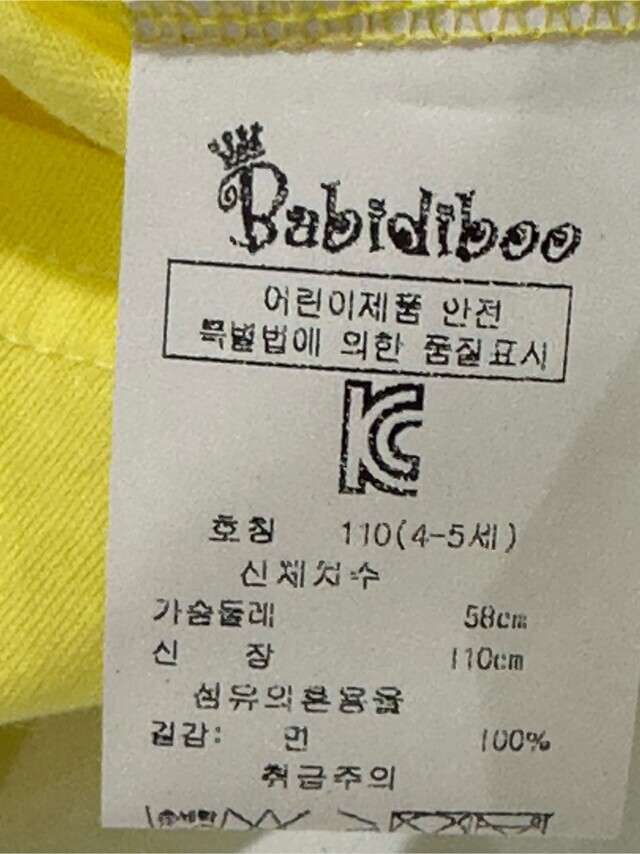 Babidiboo
어린이제품 안전
특별법에 의한 품질표시
KC
호칭 110(4-5세)
신체치수
가슴둘레 58cm
신 장 110cm
섬유의혼용율
겉감: 면 100%
취급주의